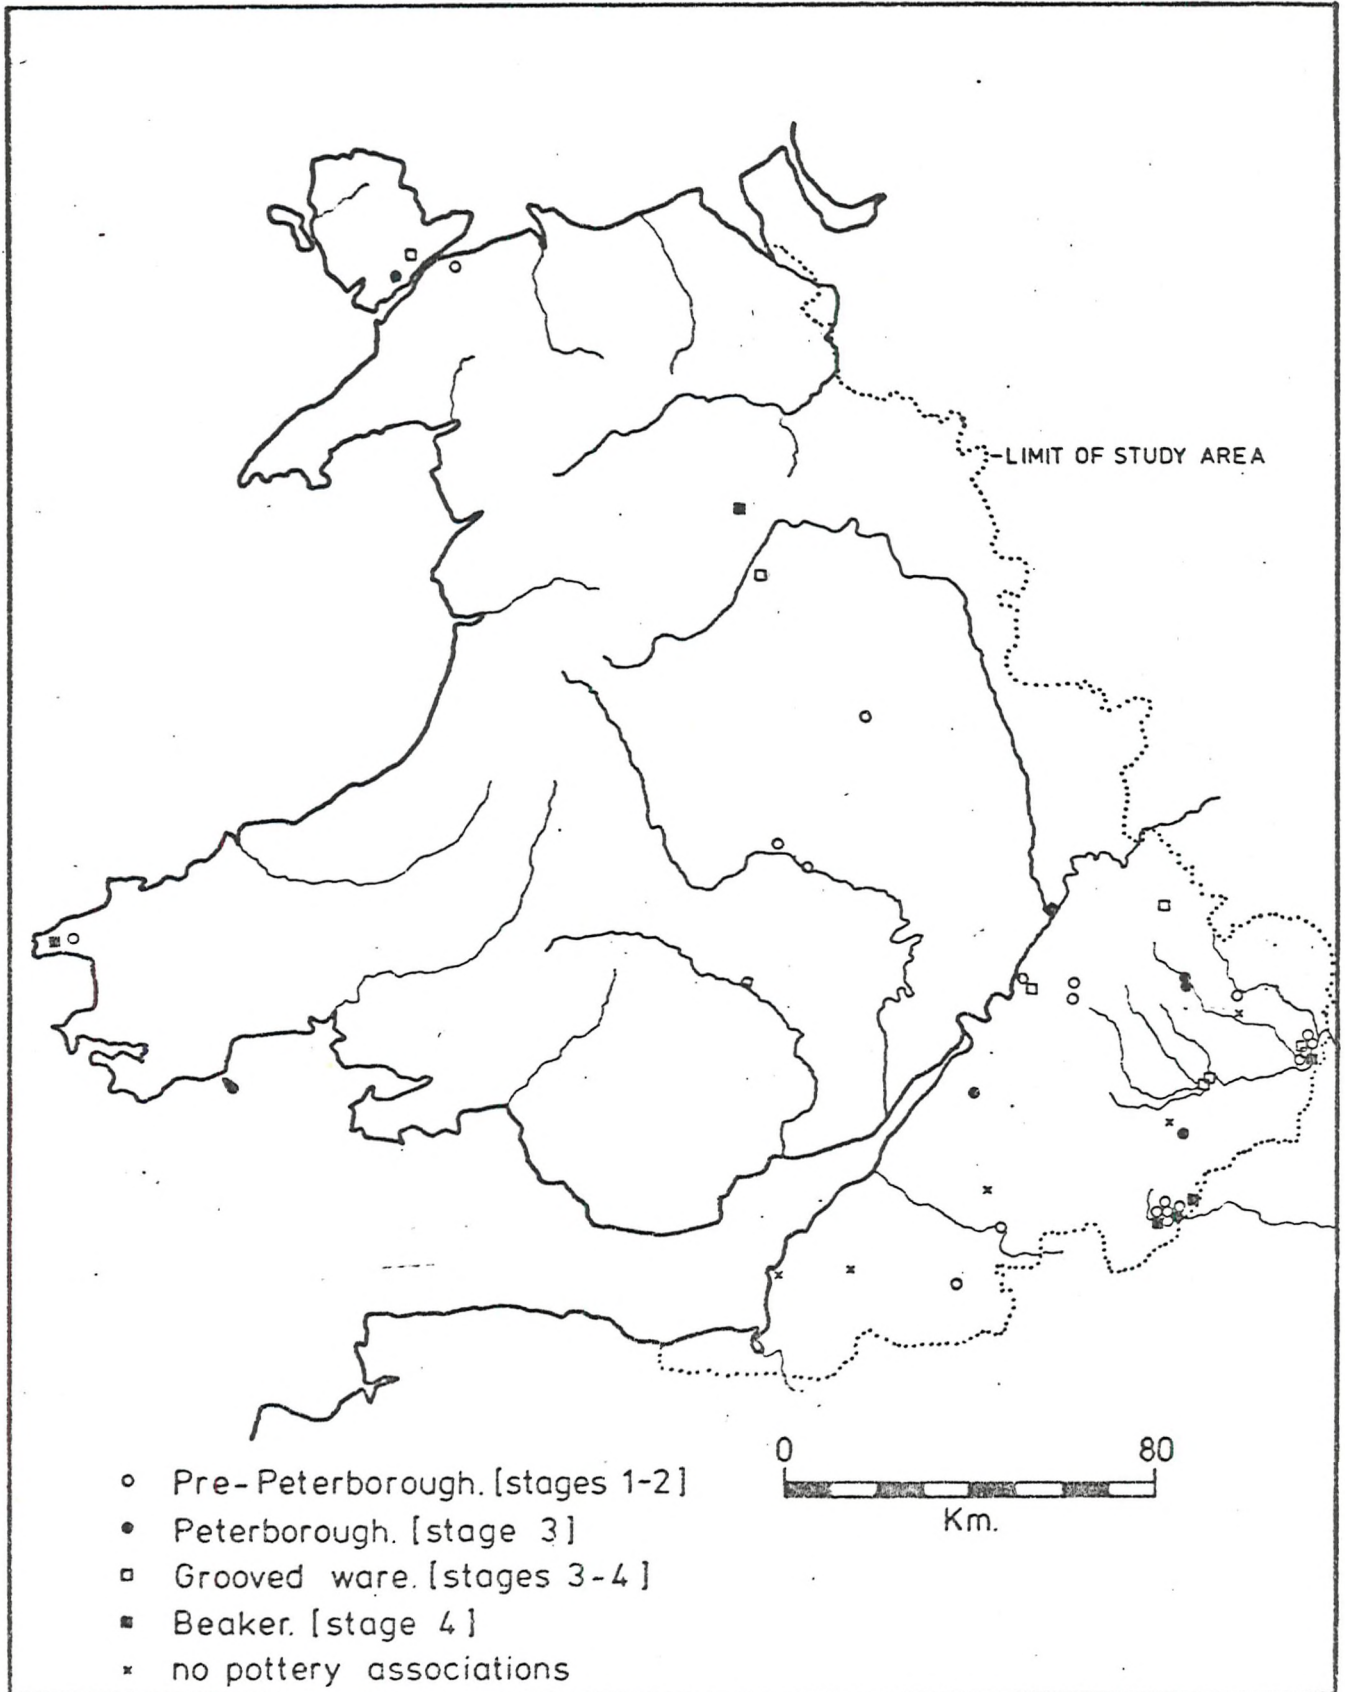 LIMIT OF STUDY AREA
0 80
Km.
Pre-Peterborough. [stages 1-2]
Peterborough. [stage 3]
Grooved ware. [stages 3-4]
Beaker. [stage 4]
no pottery associations